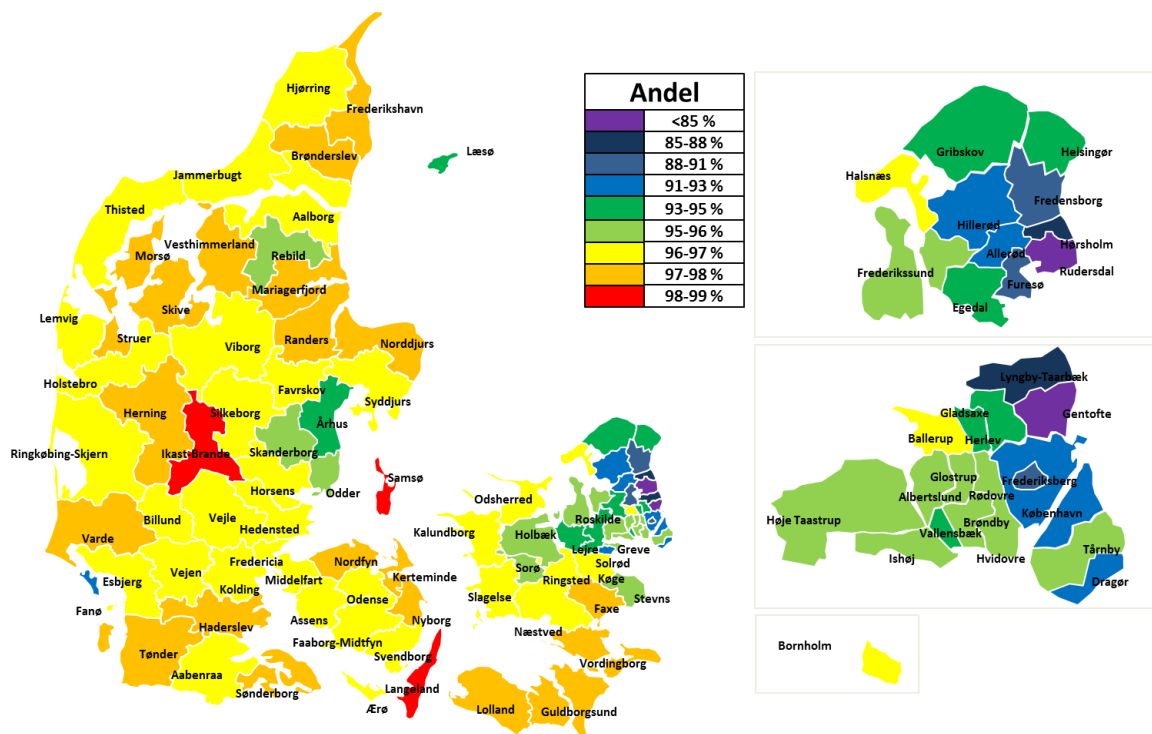 Andel
<85 %
85-88 %
88-91 %
91-93 %
93-95 %
95-96 %
96-97 %
97-98 %
98-99 %
Hjørring
Frederikshavn
Brønderslev
Læsø
Jammerbugt
Thisted
Aalborg
Vesthimmerland
Rebild
Morsø
Mariagerfjord
Skive
Lemvig
Struer
Viborg
Randers
Norddjurs
Holstebro
Favrskov
Syddjurs
Herning
Silkeborg
Århus
Ringkøbing-Skjern
Ikast-Brande
Skanderborg
Samsø
Horsens
Odder
Billund
Vejle
Hedensted
Varde
Esbjerg
Vejen
Fredericia
Kolding
Middelfart
Nordfyn
Kerteminde
Odense
Fanø
Haderslev
Assens
Nyborg
Faaborg-Midtfyn
Tønder
Svendborg
Aabenraa
Sønderborg
Langeland
Ærø
Odsherred
Kalundborg
Holbæk
Roskilde
Lejre
Greve
Solrød
Sorø
Ringsted
Køge
Slagelse
Stevns
Faxe
Næstved
Vordingborg
Lolland
Guldborgsund
Gribskov
Helsingør
Halsnæs
Fredensborg
Hillerød
Hørsholm
Allerød
Rudersdal
Frederikssund
Furesø
Egedal
Lyngby-Taarbæk
Gladsaxe
Gentofte
Ballerup
Herlev
Glostrup
Frederiksberg
Albertslund
Rødovre
København
Høje Taastrup
Brøndby
Vallensbæk
Ishøj
Hvidovre
Tårnby
Dragør
Bornholm